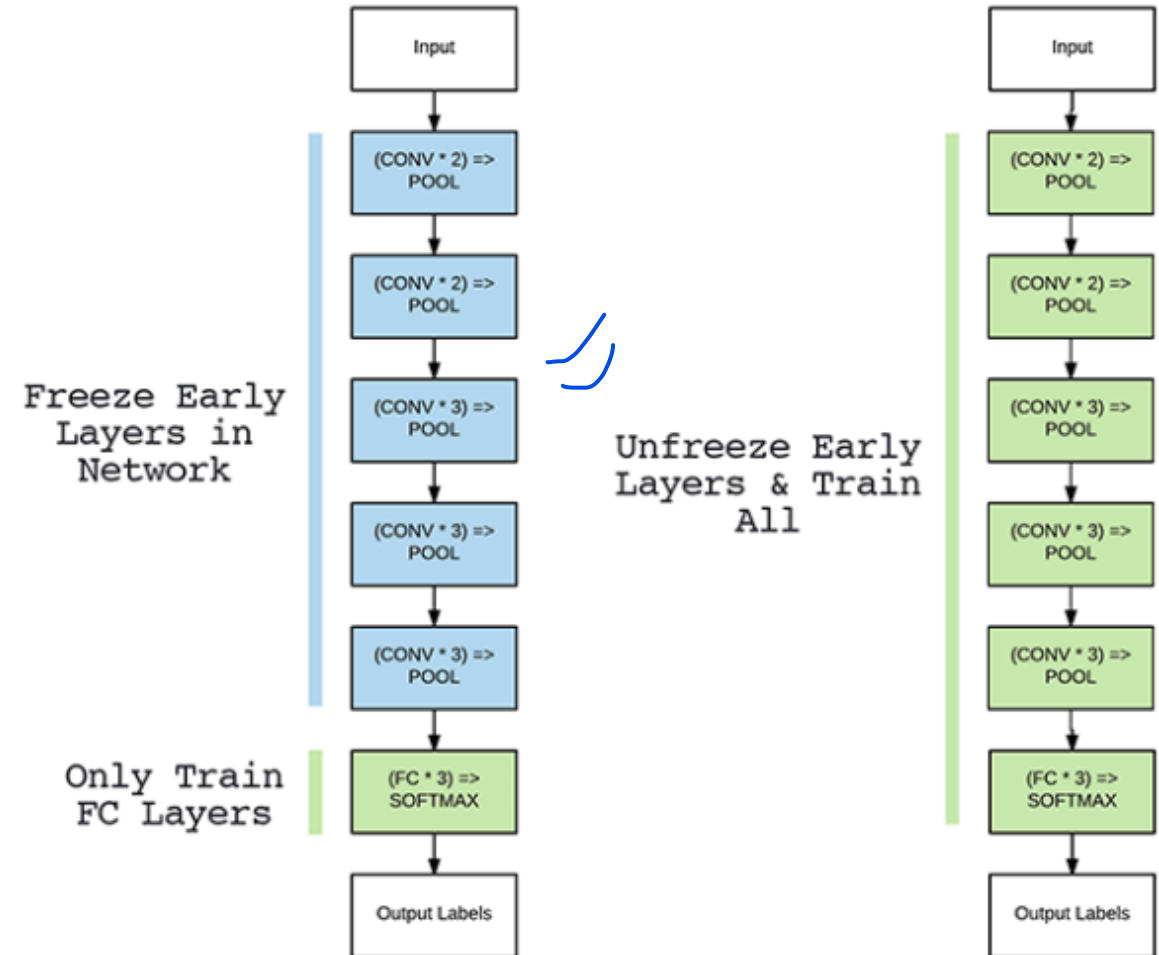 Input
(CONV * 2) =>
POOL
(CONV * 2) =>
POOL
(CONV * 3) =>
POOL
(CONV * 3) =>
POOL
(CONV * 3) =>
POOL
(FC * 3) =>
SOFTMAX
Output Labels
Freeze Early
Layers in
Network
Only Train
FC Layers
Input
(CONV * 2) =>
POOL
(CONV * 2) =>
POOL
(CONV * 3) =>
POOL
(CONV * 3) =>
POOL
(CONV * 3) =>
POOL
(FC * 3) =>
SOFTMAX
Output Labels
Unfreeze Early
Layers & Train
All